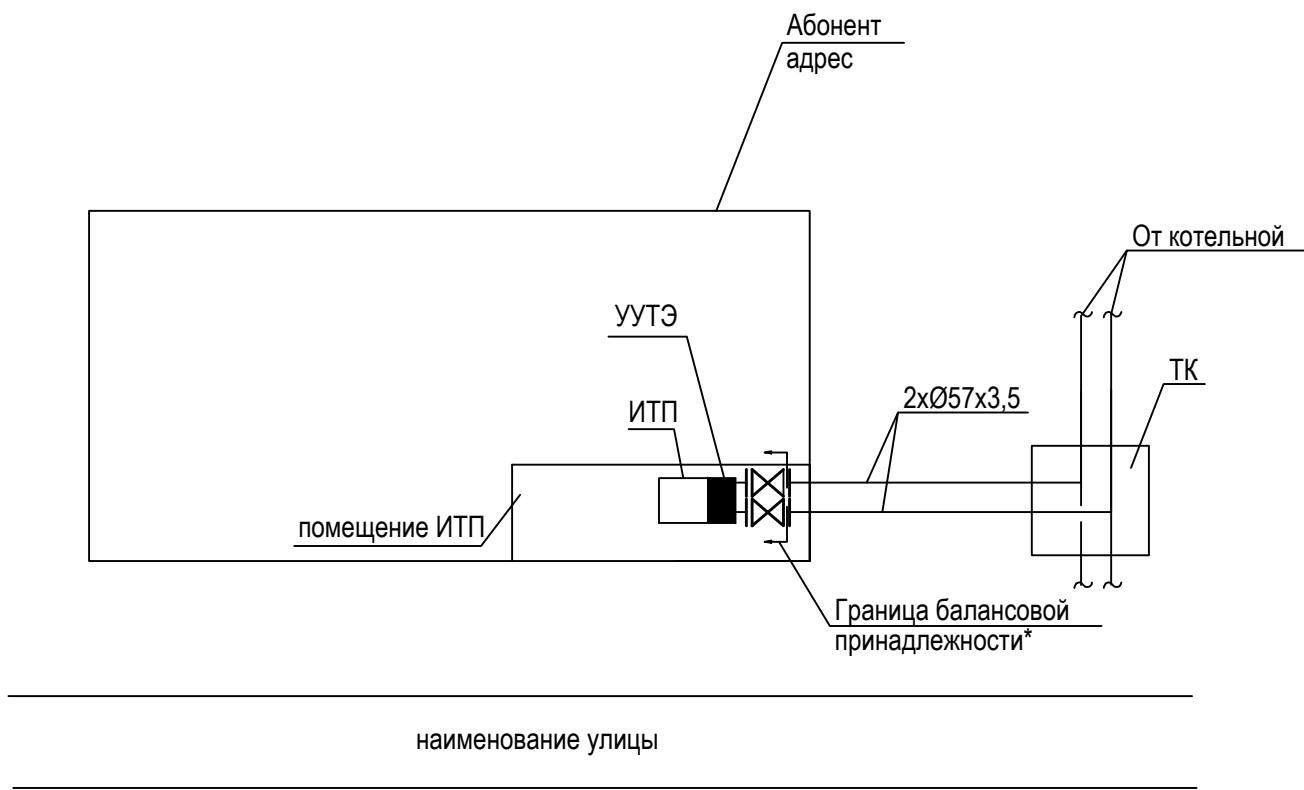 Абонент
адрес
От котельной
УУТЭ
ТК
2хØ57х3,5
ИТП
помещение ИТП
Граница балансовой
принадлежности*
наименование улицы